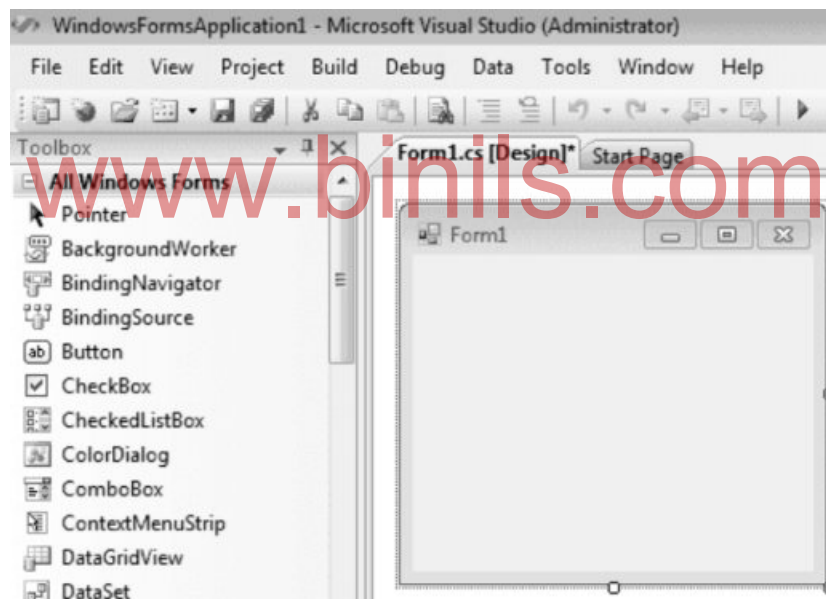 WindowsFormsApplication1 - Microsoft Visual Studio (Administrator)
File Edit View Project Build Debug Data Tools Window Help
Toolbox
Form1.cs [Design]* Start Page
www.binils.com
All Windows Forms
Pointer
Form1
BackgroundWorker
BindingNavigator
BindingSource
ab Button
CheckBox
CheckedListBox
ColorDialog
ComboBox
ContextMenuStrip
DataGridView
DataSet